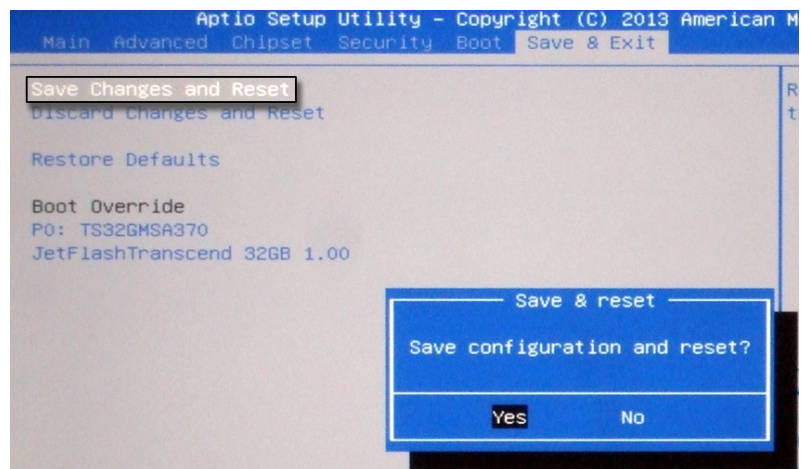 Aptio Setup Utility – Copyright (C) 2013 American M
Main Advanced Chipset Security Boot Save & Exit
Save Changes and Reset
Discard Changes and Reset
Restore Defaults
Boot Override
P0: TS32GMSA370
JetFlashTranscend 32GB 1.00
R
t
Save & reset
Save configuration and reset?
Yes No